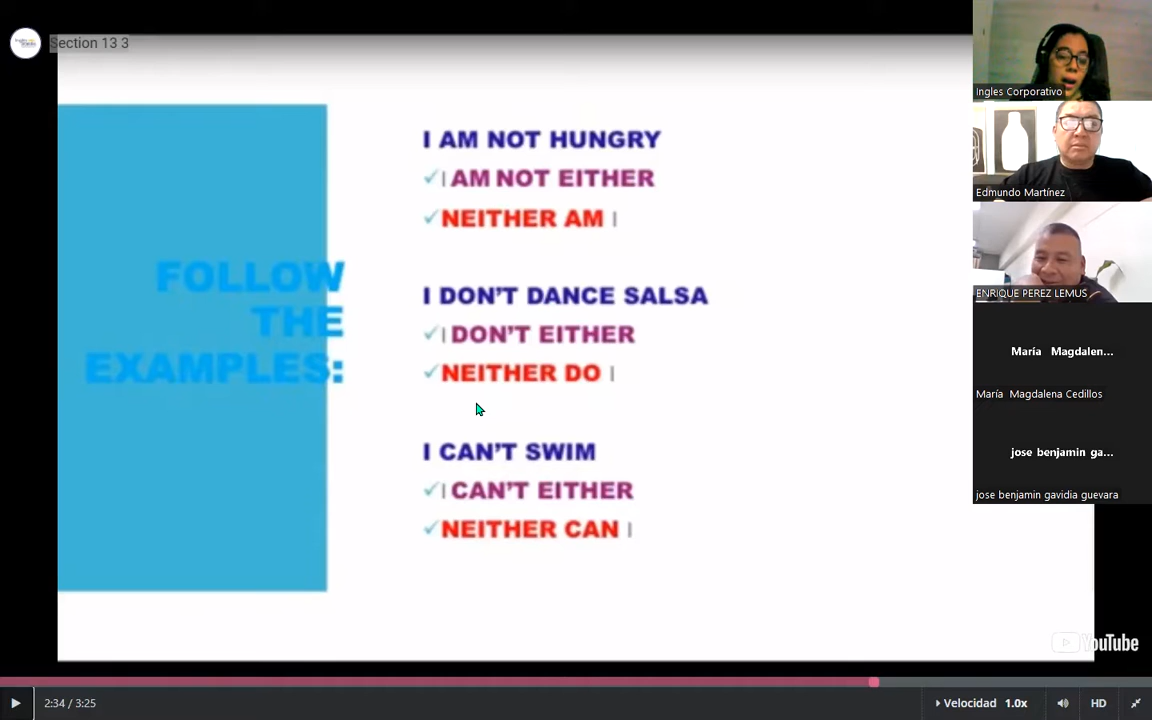 Section 13 3
FOLLOW
THE
EXAMPLES:
I AM NOT HUNGRY
✓I AM NOT EITHER
✓NEITHER AM I
I DON'T DANCE SALSA
✓I DON'T EITHER
✓NEITHER DO I
I CAN'T SWIM
✓I CAN'T EITHER
✓NEITHER CAN I
Ingles Corporativo
Edmundo Martínez
ENRIQUE PEREZ LEMUS
María Magdalen...
María Magdalena Cedillos
jose benjamin ga...
jose benjamin gavidia guevara
YouTube
2:34 / 3:25
Velocidad 1.0x
HD